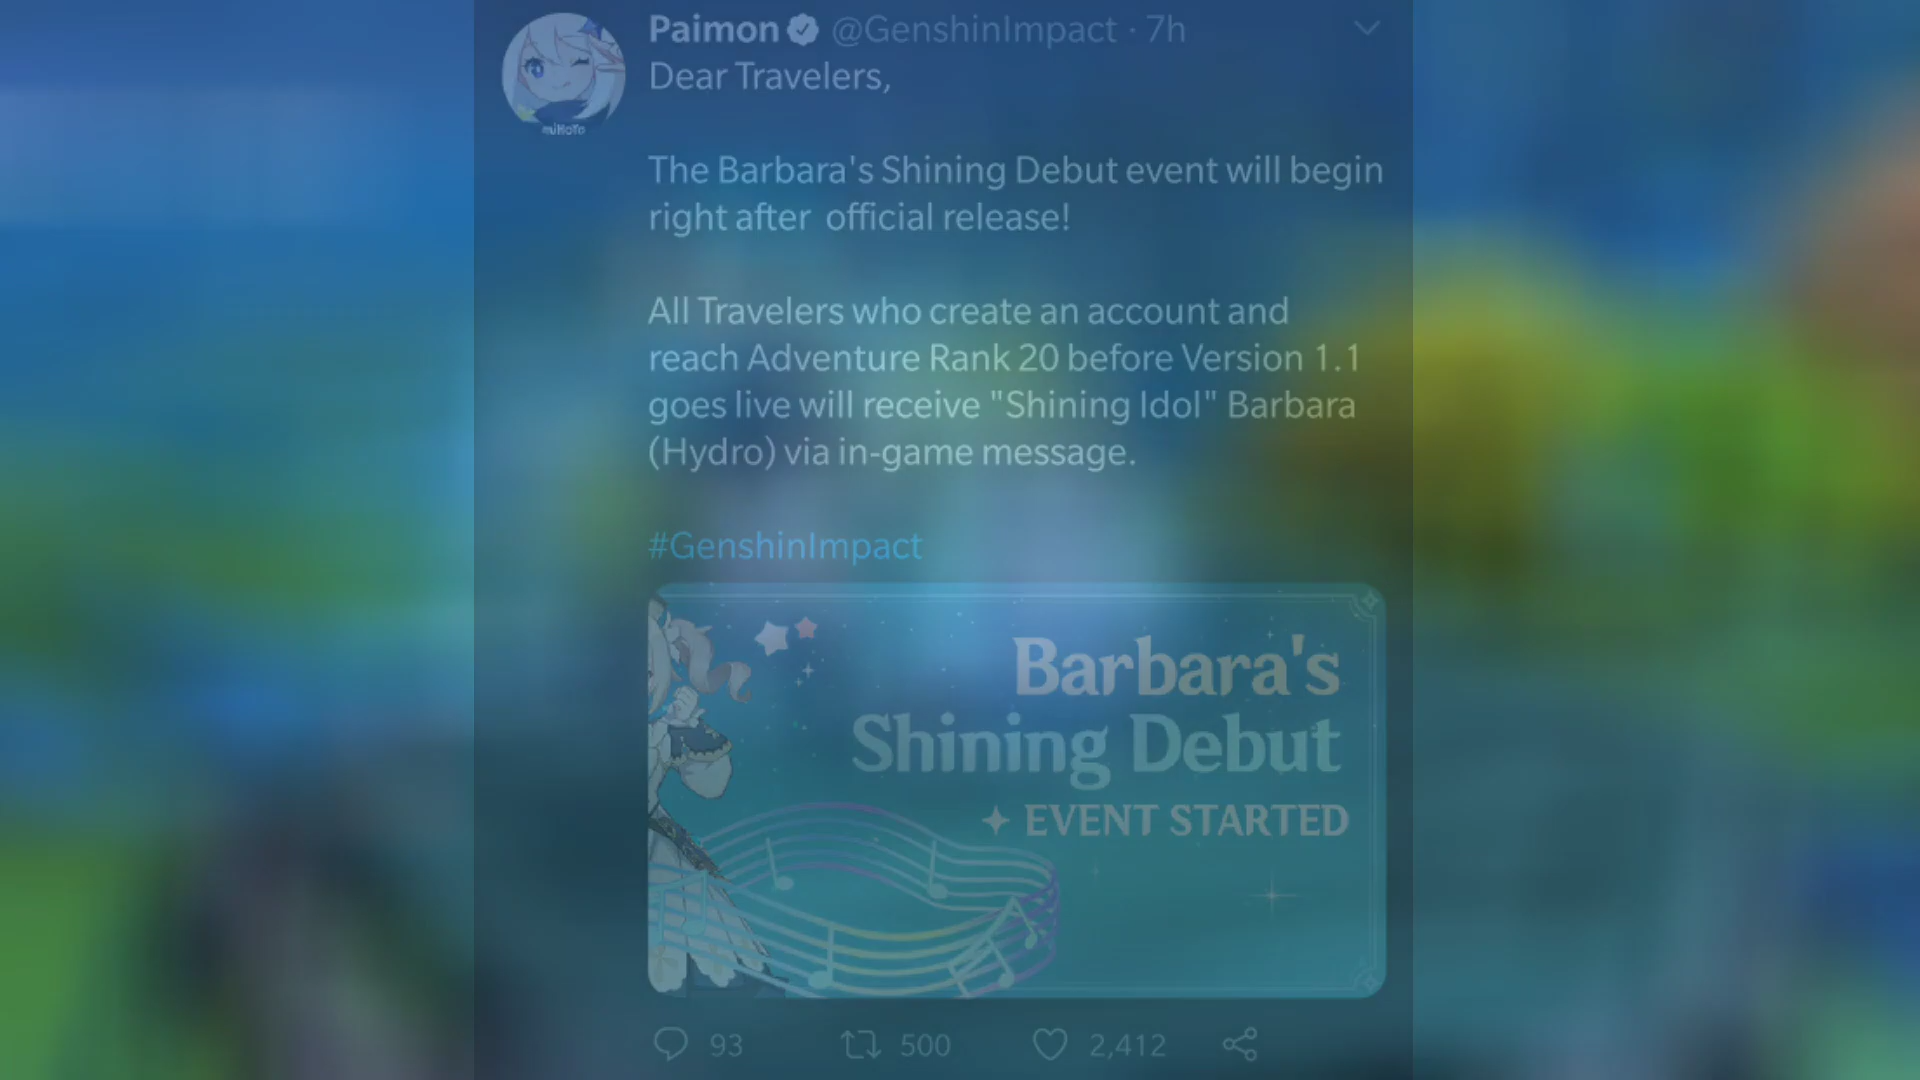 Paimon @GenshinImpact · 7h
Dear Travelers,
miHoYo
The Barbara's Shining Debut event will begin
right after official release!
All Travelers who create an account and
reach Adventure Rank 20 before Version 1.1
goes live will receive "Shining Idol" Barbara
(Hydro) via in-game message.
#GenshinImpact
Barbara's
Shining Debut
EVENT STARTED
93 500 2,412